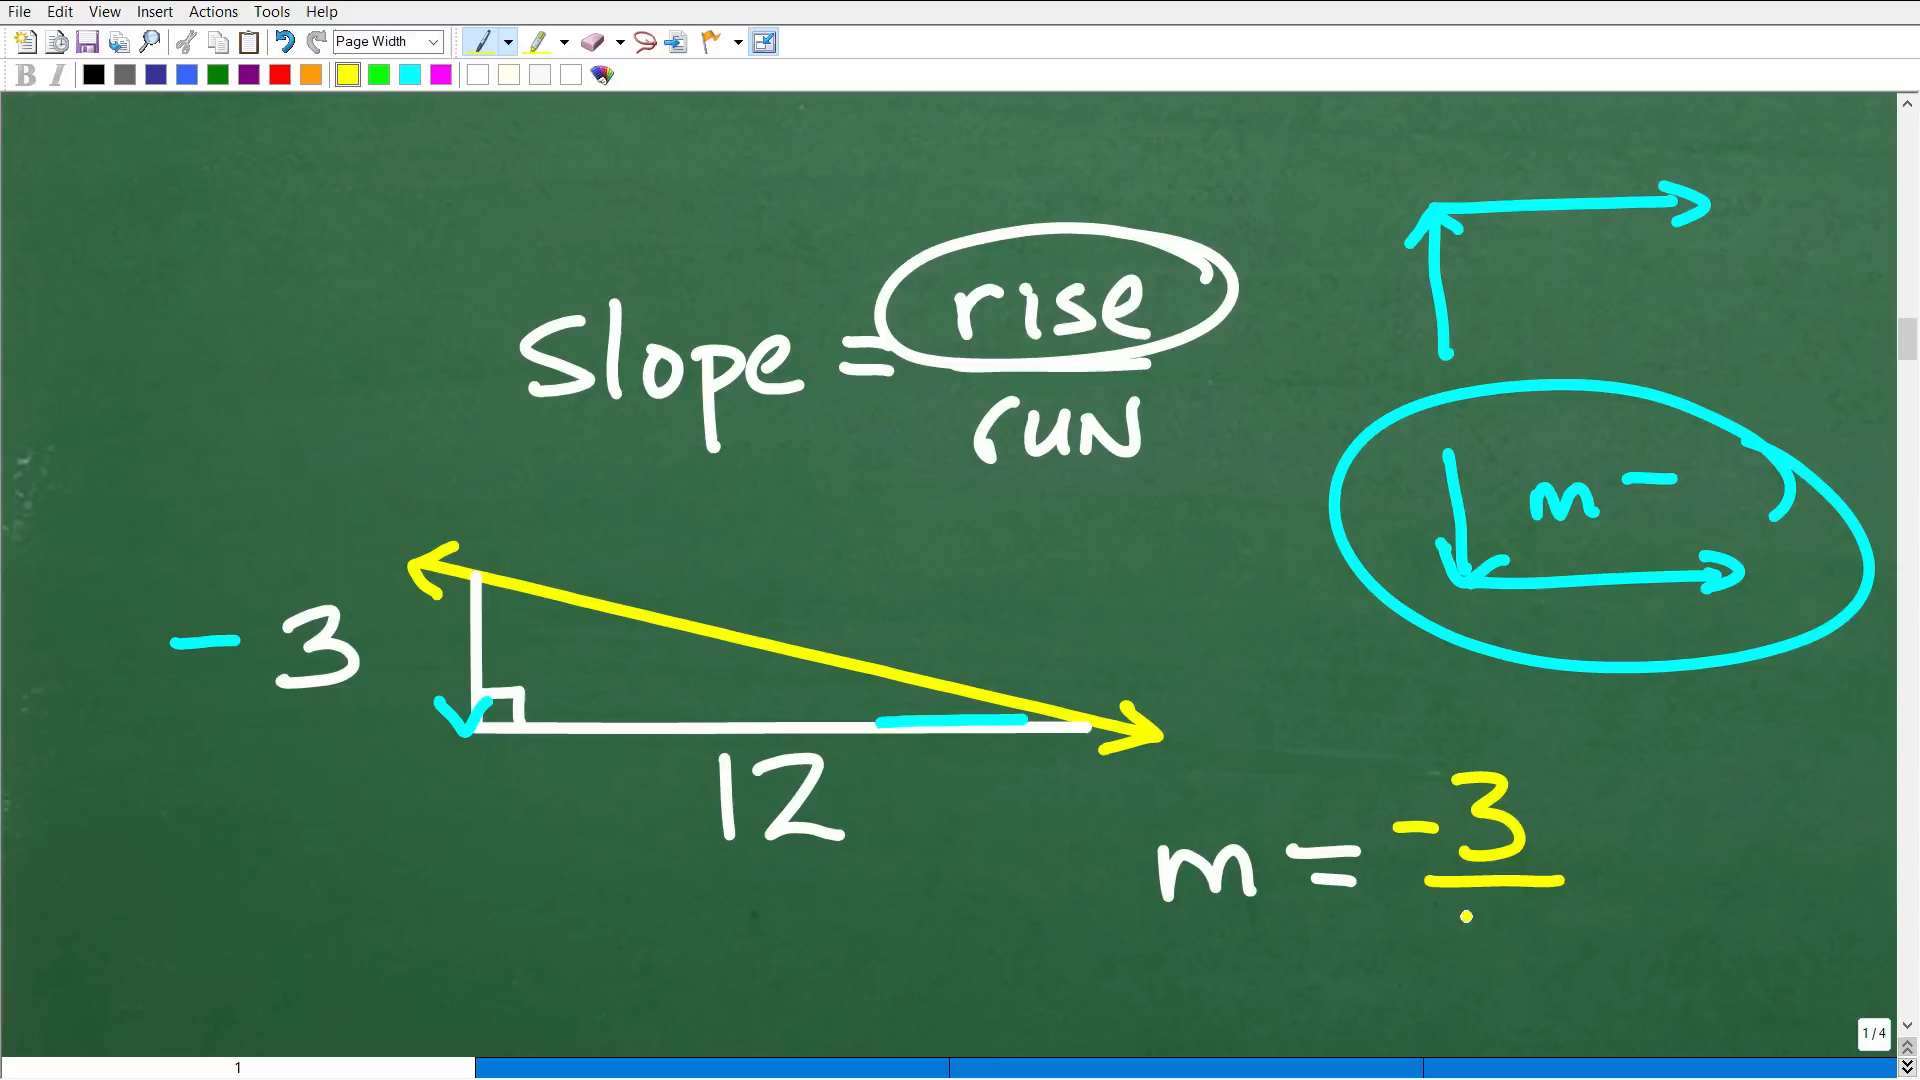 File Edit View Insert Actions Tools Help
Page Width
B I
Slope = rise
run
m -
- 3
12
m = -3
1 / 4
1